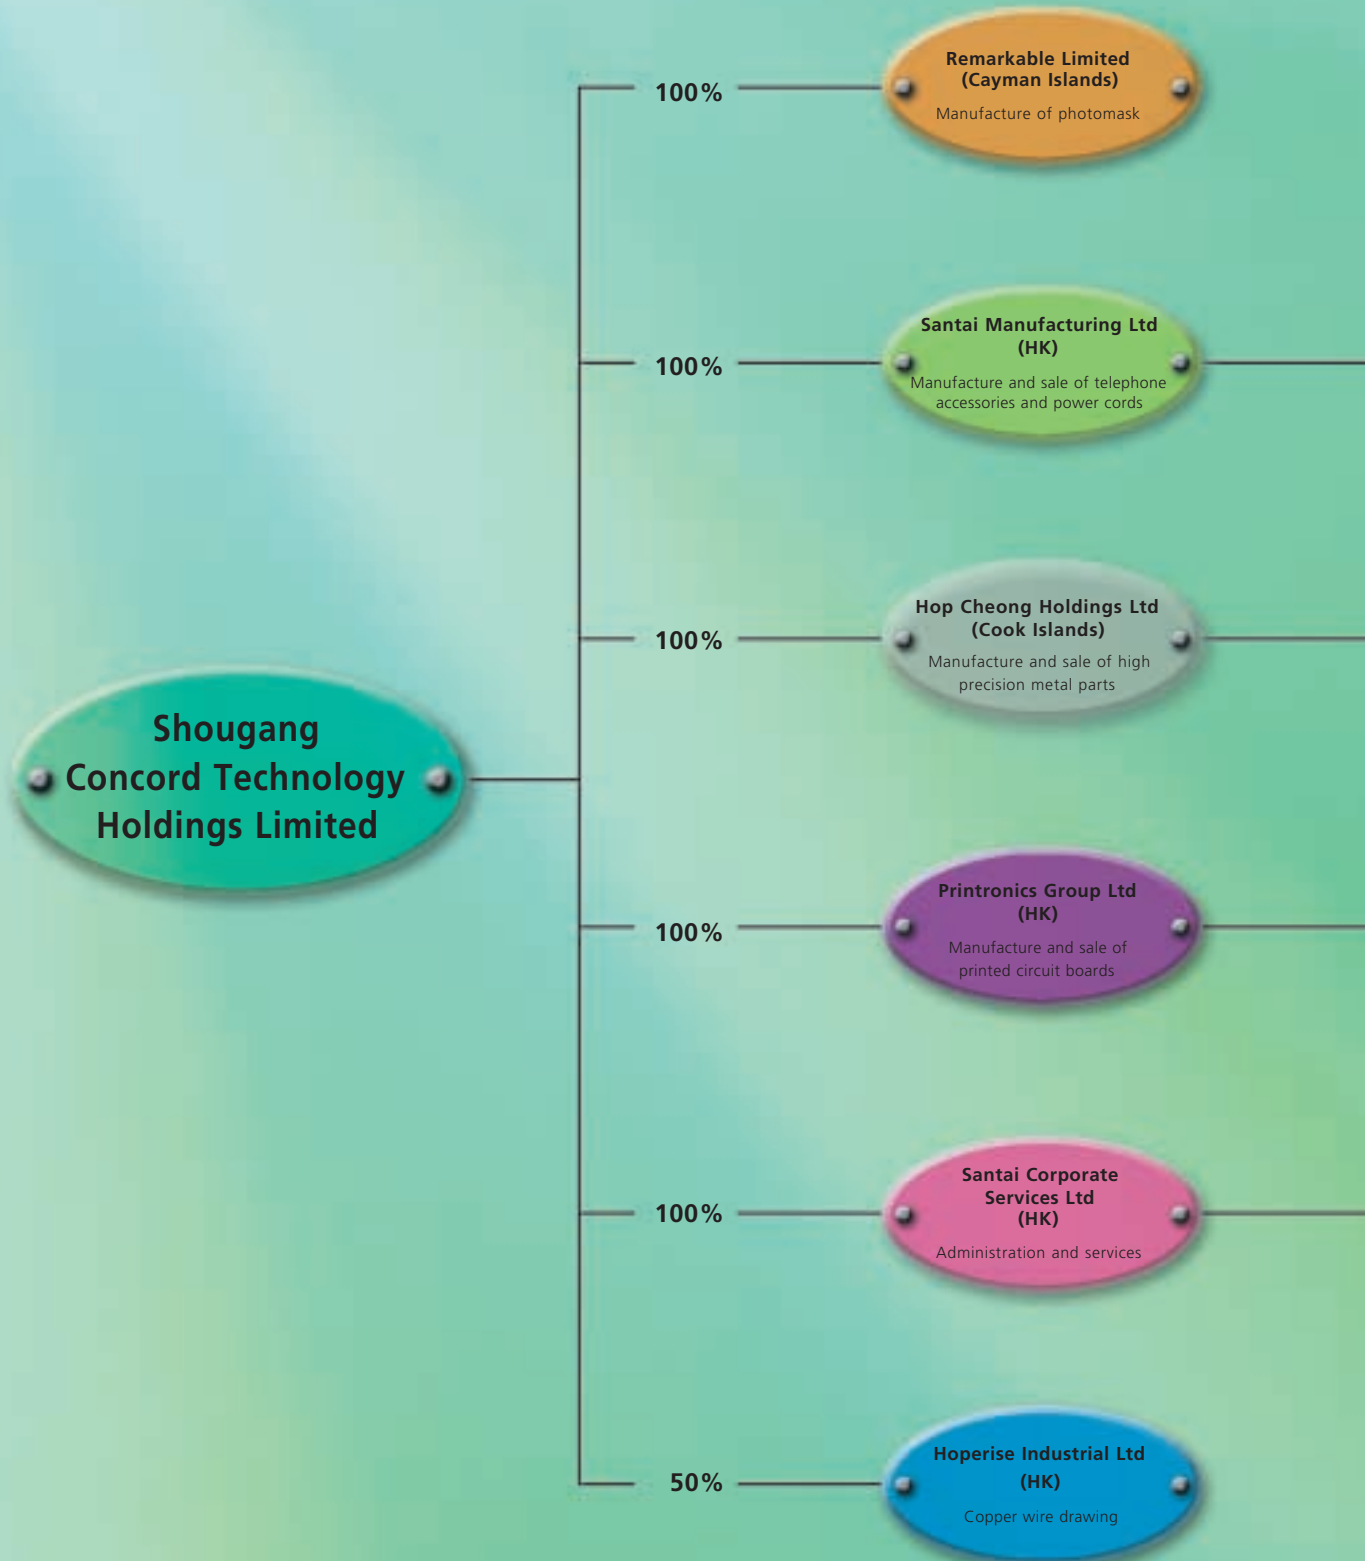 Shougang
Concord Technology
Holdings Limited
100%
Remarkable Limited
(Cayman Islands)
Manufacture of photomask
100%
Santai Manufacturing Ltd
(HK)
Manufacture and sale of telephone
accessories and power cords
100%
Hop Cheong Holdings Ltd
(Cook Islands)
Manufacture and sale of high
precision metal parts
100%
Printronics Group Ltd
(HK)
Manufacture and sale of
printed circuit boards
100%
Santai Corporate
Services Ltd
(HK)
Administration and services
50%
Hoperise Industrial Ltd
(HK)
Copper wire drawing